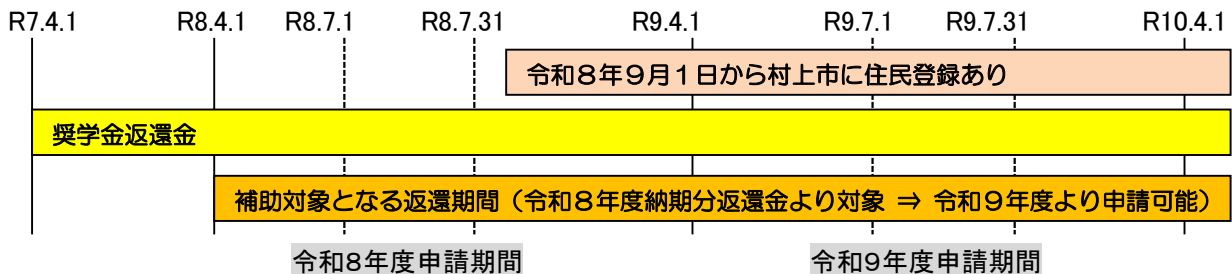 R7.4.1 R8.4.1 R8.7.1 R8.7.31 R9.4.1 R9.7.1 R9.7.31 R10.4.1
令和８年９月１日から村上市に住民登録あり
奨学金返還金
補助対象となる返還期間（令和８年度納期分返還金より対象 ⇒ 令和９年度より申請可能）
令和８年度申請期間 令和９年度申請期間